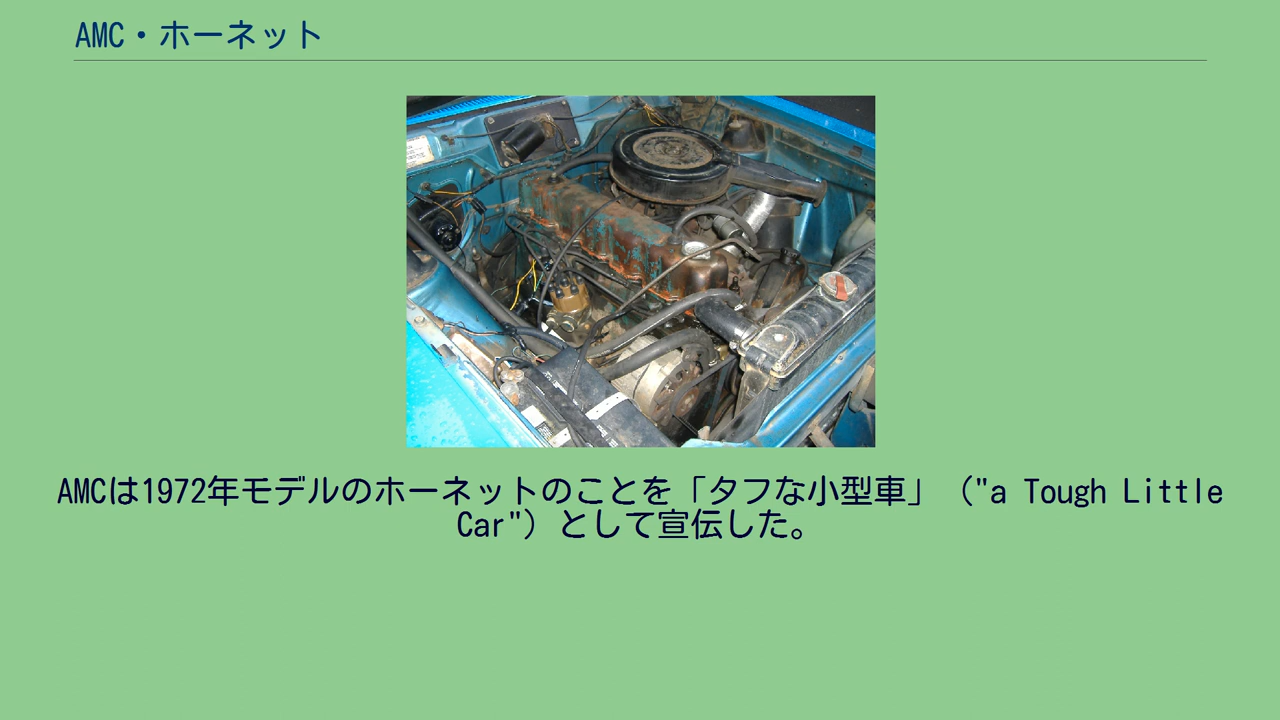 AMC・ホーネット
AMCは1972年モデルのホーネットのことを「タフな小型車」（"a Tough Little
Car"）として宣伝した。